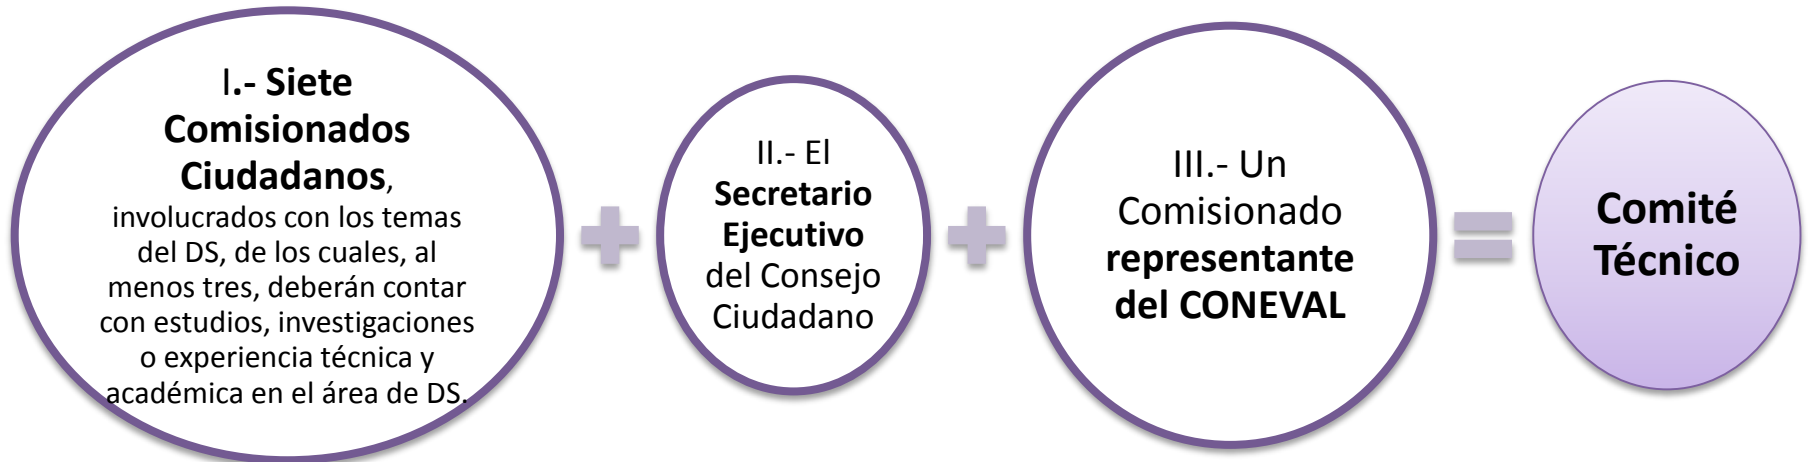 I.- Siete
Comisionados
Ciudadanos,
involucrados con los temas
del DS, de los cuales, al
menos tres, deberán contar
con estudios, investigaciones
o experiencia técnica y
académica en el área de DS.
II.- El
Secretario
Ejecutivo
del Consejo
Ciudadano
III.- Un
Comisionado
representante
del CONEVAL
Comité
Técnico